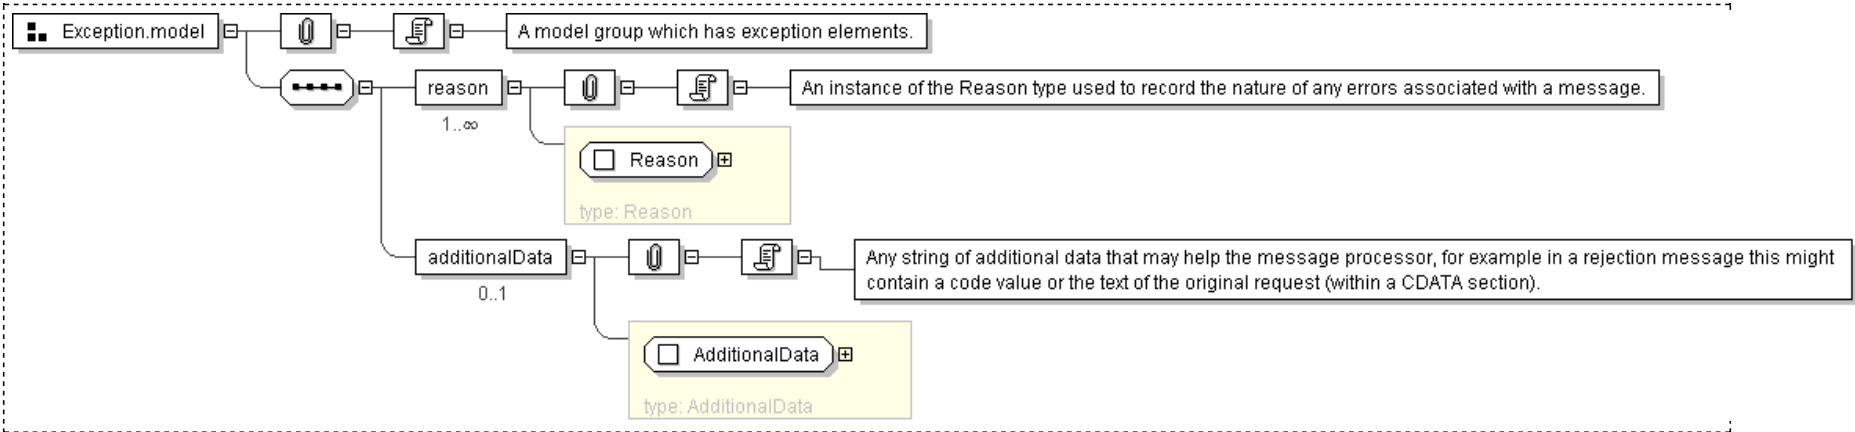 Exception.model
A model group which has exception elements.
reason
An instance of the Reason type used to record the nature of any errors associated with a message.
1..∞
Reason
type: Reason
additionalData
Any string of additional data that may help the message processor, for example in a rejection message this might
contain a code value or the text of the original request (within a CDATA section).
0..1
AdditionalData
type: AdditionalData